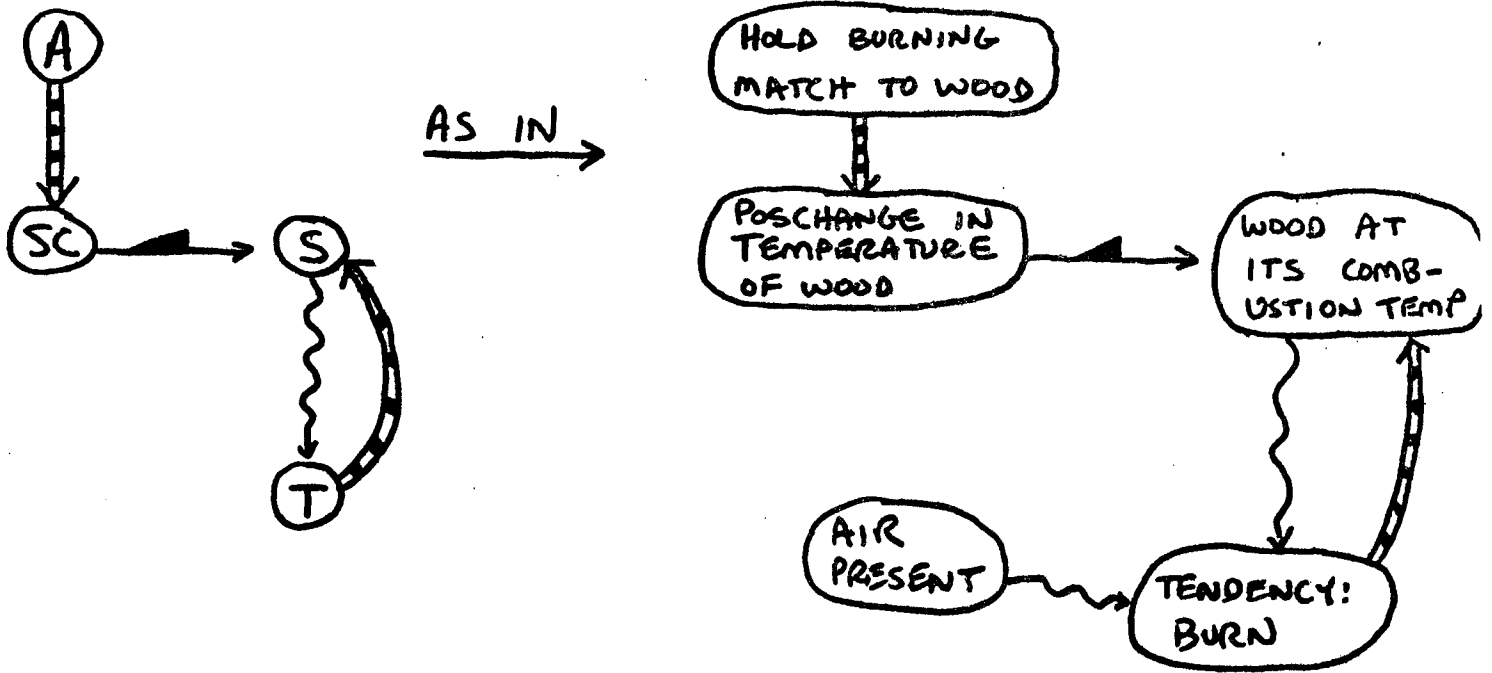 A
SC
S
T
AS IN
HOLD BURNING
MATCH TO WOOD
POSCHANGE IN
TEMPERATURE
OF WOOD
WOOD AT
ITS COMB-
USTION TEMP
AIR
PRESENT
TENDENCY:
BURN